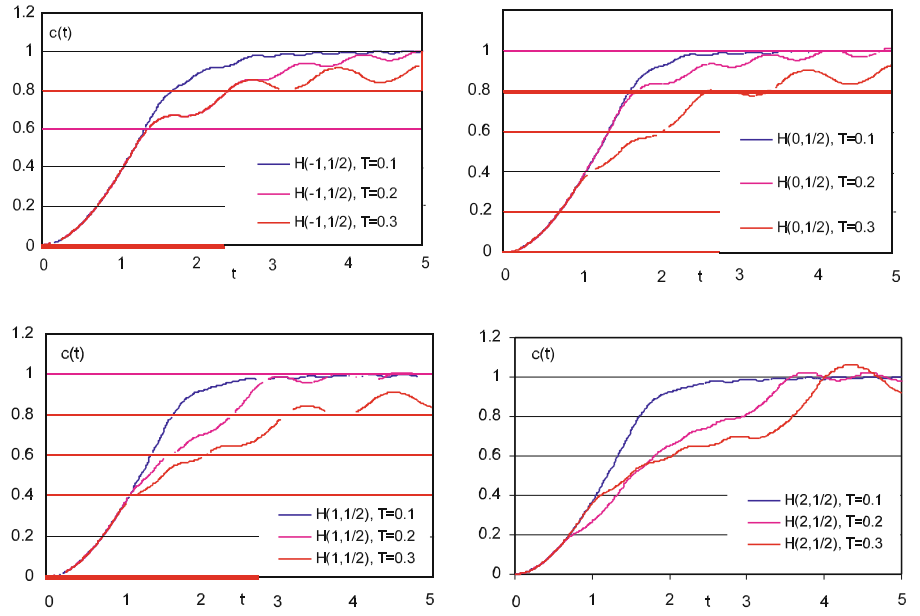 1.2
c(t)
1
0.8
0.6
0.4
0.2
0
H(-1,1/2), T=0.1
H(-1,1/2), T=0.2
H(-1,1/2), T=0.3
0 1 2 t 3 4 5
1.2
1
0.8
0.6
0.4
0.2
0
H(0,1/2), T=0.1
H(0,1/2), T=0.2
H(0,1/2), T=0.3
0 1 2 t 3 4 5
1.2
c(t)
1
0.8
0.6
0.4
0.2
0
H(1,1/2), T=0.1
H(1,1/2), T=0.2
H(1,1/2), T=0.3
0 1 2 t 3 4 5
1.2
c(t)
1
0.8
0.6
0.4
0.2
0
H(2,1/2), T=0.1
H(2,1/2), T=0.2
H(2,1/2), T=0.3
0 1 2 t 3 4 5